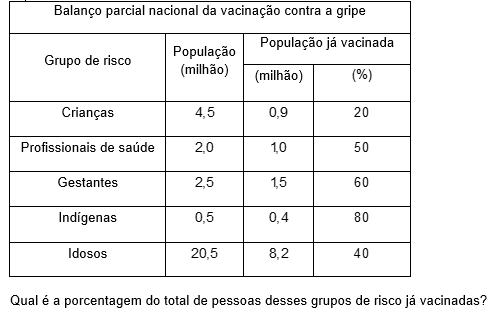 Balanço parcial nacional da vacinação contra a gripe
Grupo de risco População (milhão) População já vacinada
(milhão) (%)
Crianças 4,5 0,9 20
Profissionais de saúde 2,0 1,0 50
Gestantes 2,5 1,5 60
Indígenas 0,5 0,4 80
Idosos 20,5 8,2 40
Qual é a porcentagem do total de pessoas desses grupos de risco já vacinadas?